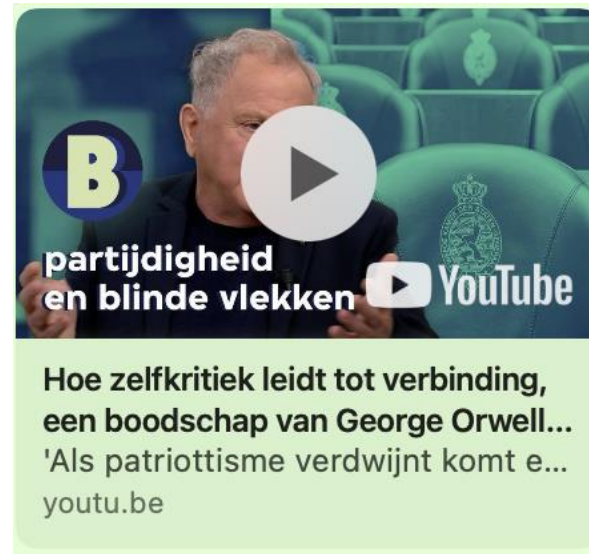 B
partijdigheid
en blinde vlekken
YouTube
Hoe zelfkritiek leidt tot verbinding,
een boodschap van George Orwell...
'Als patriottisme verdwijnt komt e...
youtu.be